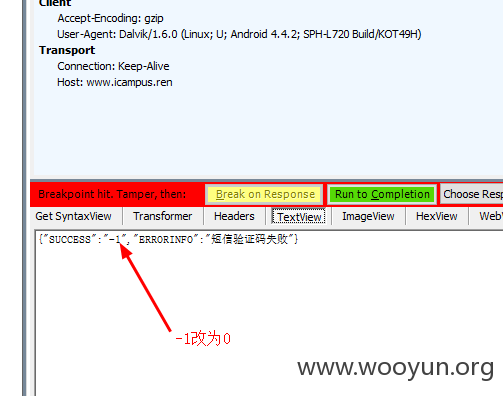 Client
Accept-Encoding: gzip
User-Agent: Dalvik/1.6.0 (Linux; U; Android 4.4.2; SPH-L720 Build/KOT49H)
Transport
Connection: Keep-Alive
Host: www.icampus.ren
Breakpoint hit. Tamper, then: Break on Response Run to Completion Choose Resp
Get SyntaxView Transformer Headers TextView ImageView HexView Web
{"SUCCESS":"-1","ERRORINFO":"短信验证码失败"}
-1改为0
www.wooyun.org